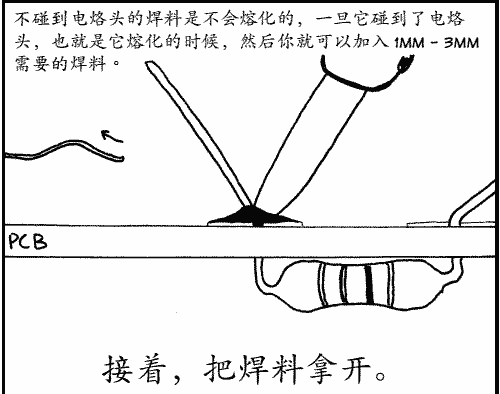 不碰到电烙头的焊料是不会熔化的，一旦它碰到了电烙
头，也就是它熔化的时候，然后你就可以加入 1MM - 3MM
需要的焊料。
PCB
接着，把焊料拿开。